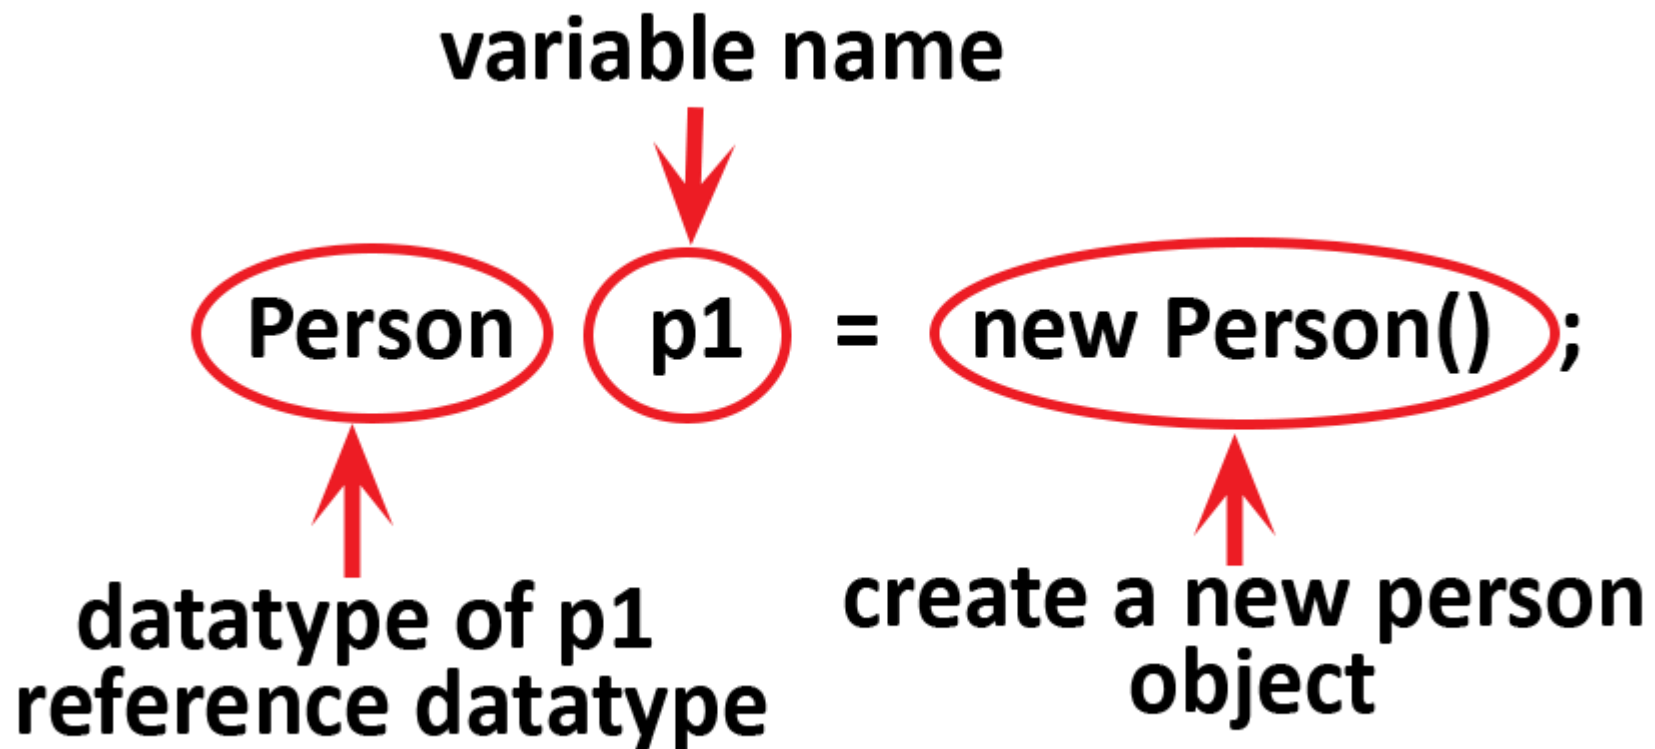 variable name
Person p1 = new Person() ;
datatype of p1
reference datatype
create a new person
object